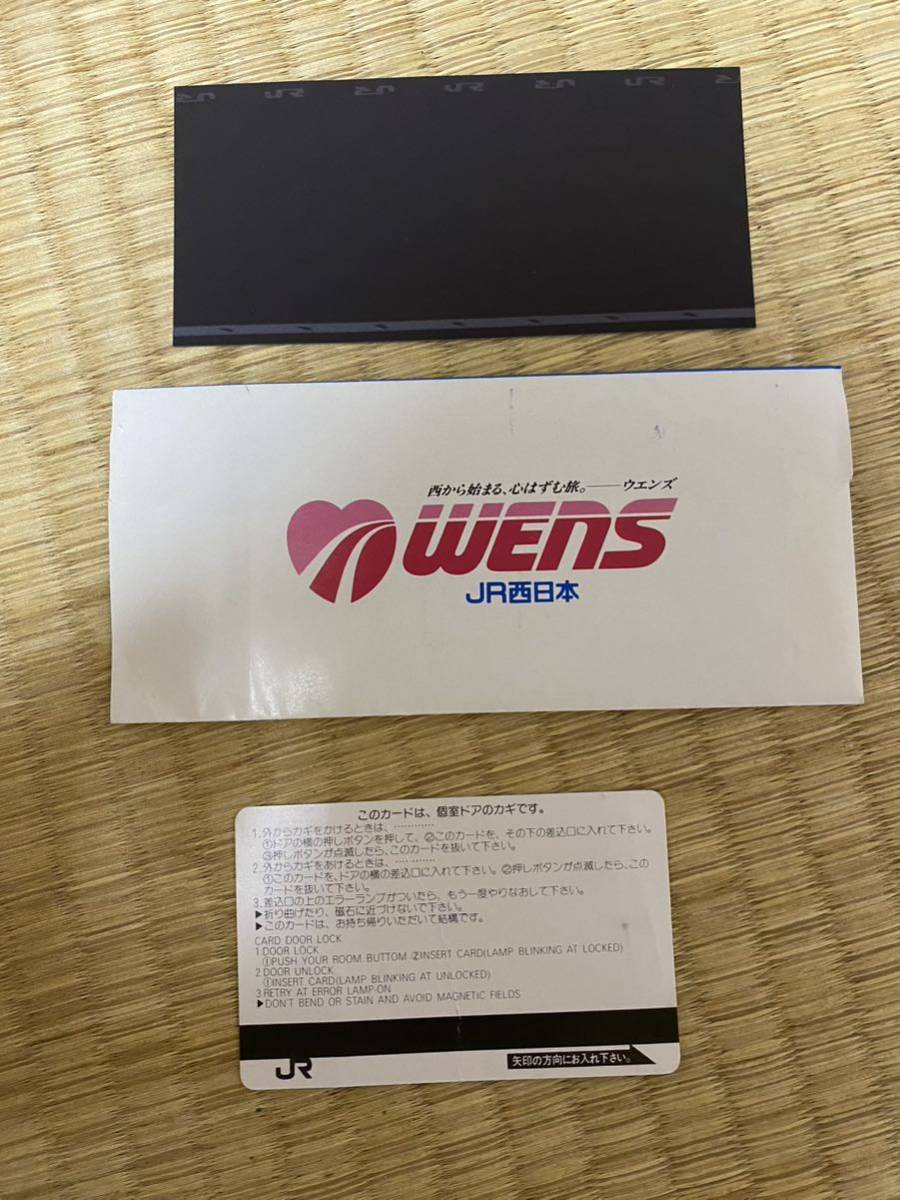 JR JR JR JR JR JR JR
西から始まる、心はずむ旅。――ウエンズ
WENS
JR西日本
このカードは、個室ドアのカギです。
1.外からカギをかけるときは、…………
①ドアの横の押しボタンを押して、②このカードを、その下の差込口に入れて下さい。
③押しボタンが点滅したら、このカードを抜いて下さい。
2.外からカギをあけるときは、…………
①このカードを、ドアの横の差込口に入れて下さい。②押しボタンが点滅したら、この
カードを抜いて下さい。
3.差込口の上のエラーランプがついたら、もう一度やりなおして下さい。
▶折り曲げたり、磁石に近づけないで下さい。
▶このカードは、お持ち帰りいただいて結構です。
CARD DOOR LOCK
1.DOOR LOCK
①PUSH YOUR ROOM BUTTOM ②INSERT CARD(LAMP BLINKING AT LOCKED)
2.DOOR UNLOCK
①INSERT CARD(LAMP BLINKING AT UNLOCKED)
3.RETRY AT ERROR LAMP-ON
▶DON'T BEND OR STAIN AND AVOID MAGNETIC FIELDS
JR
矢印の方向にお入れ下さい。